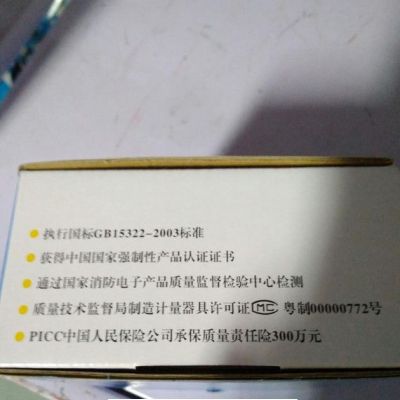 执行国标GB15322-2003标准
获得中国国家强制性产品认证证书
通过国家消防电子产品质量监督检验中心检测
质量技术监督局制造计量器具许可证 MC 粤制00000772号
PICC中国人民保险公司承保质量责任险300万元